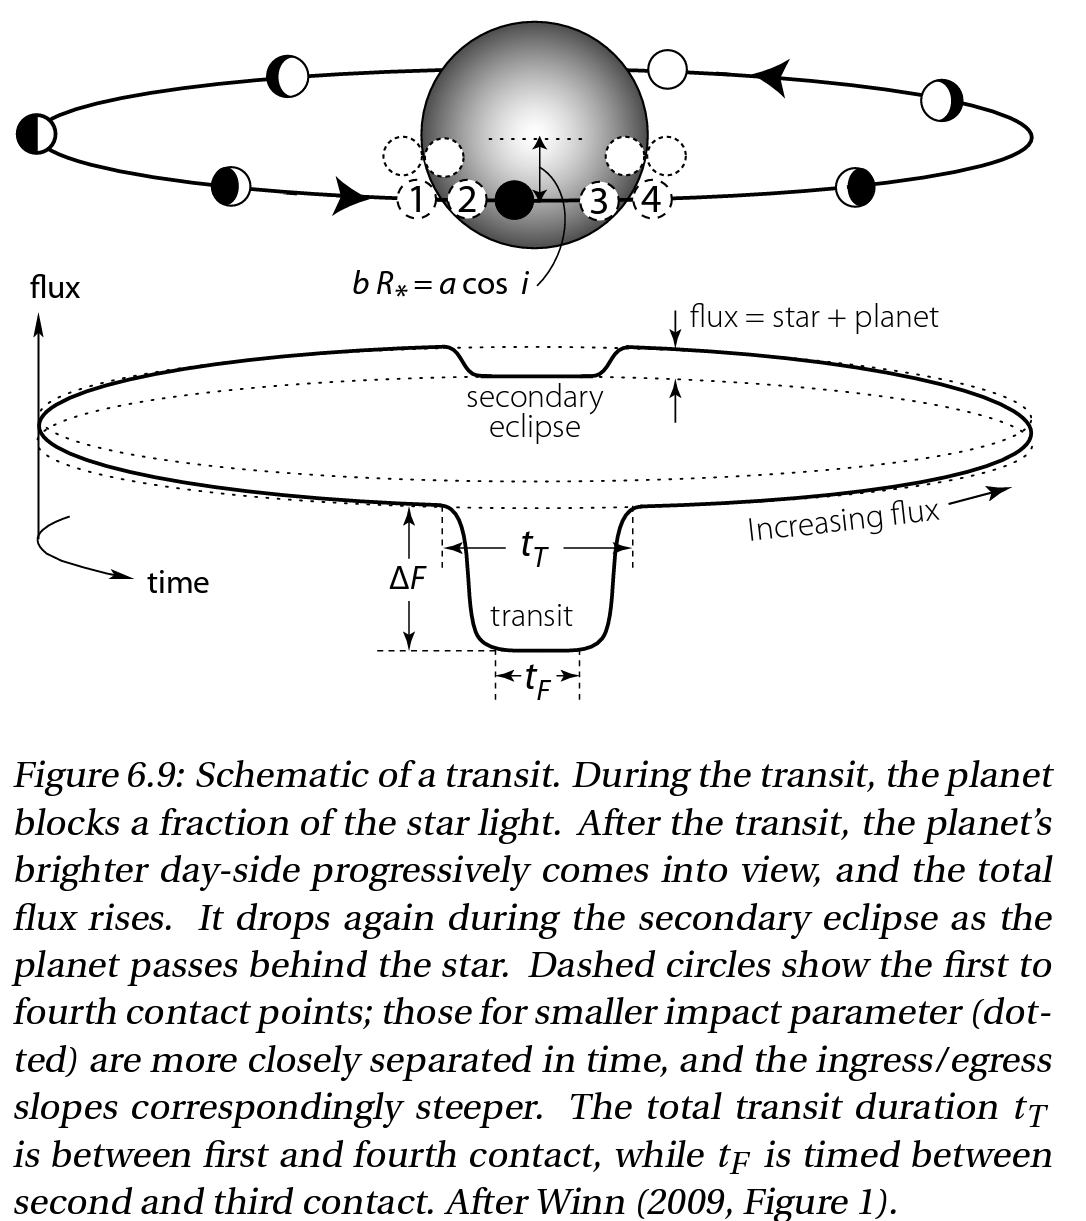 1 2 3 4
b R* = a cos i
flux
flux = star + planet
secondary
eclipse
Increasing flux
t_T
ΔF
time
transit
t_F
Figure 6.9: Schematic of a transit. During the transit, the planet
blocks a fraction of the star light. After the transit, the planet’s
brighter day-side progressively comes into view, and the total
flux rises. It drops again during the secondary eclipse as the
planet passes behind the star. Dashed circles show the first to
fourth contact points; those for smaller impact parameter (dot-
ted) are more closely separated in time, and the ingress/egress
slopes correspondingly steeper. The total transit duration t_T
is between first and fourth contact, while t_F is timed between
second and third contact. After Winn (2009, Figure 1).